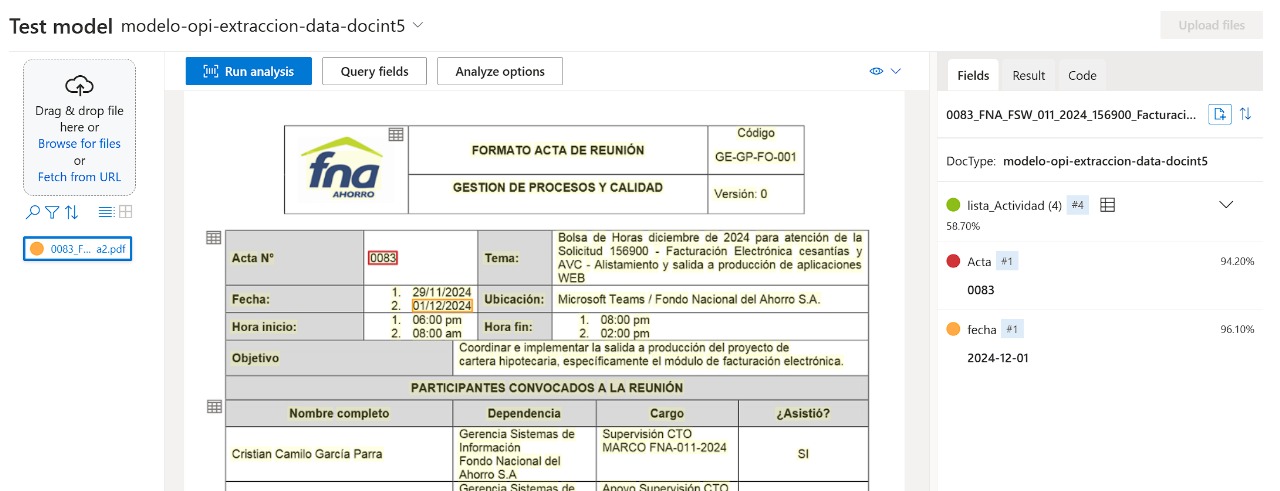 Test model modelo-opi-extraccion-data-docint5
Upload files
Drag & drop file
here or
Browse for files
or
Fetch from URL
0083_F... a2.pdf
Run analysis
Query fields
Analyze options
fna
AHORRO
FORMATO ACTA DE REUNIÓN
GESTION DE PROCESOS Y CALIDAD
Código
GE-GP-FO-001
Versión: 0
Acta Nº
0083
Tema:
Bolsa de Horas diciembre de 2024 para atención de la
Solicitud 156900 - Facturación Electrónica cesantías y
AVC - Alistamiento y salida a producción de aplicaciones
WEB
Fecha:
1. 29/11/2024
2. 01/12/2024
Ubicación:
Microsoft Teams / Fondo Nacional del Ahorro S.A.
Hora inicio:
1. 06:00 pm
2. 08:00 am
Hora fin:
1. 08:00 pm
2. 02:00 pm
Objetivo
Coordinar e implementar la salida a producción del proyecto de
cartera hipotecaria, específicamente el módulo de facturación electrónica.
PARTICIPANTES CONVOCADOS A LA REUNIÓN
Nombre completo
Dependencia
Cargo
¿Asistió?
Cristian Camilo García Parra
Gerencia Sistemas de
Información
Fondo Nacional del
Ahorro S.A
Supervisión CTO
MARCO FNA-011-2024
SI
Gerencia Sistemas de
Apoyo Supervisión CTO
Fields
Result
Code
0083_FNA_FSW_011_2024_156900_Facturaci...
DocType: modelo-opi-extraccion-data-docint5
lista_Actividad (4) #4
58.70%
Acta #1
94.20%
0083
fecha #1
96.10%
2024-12-01